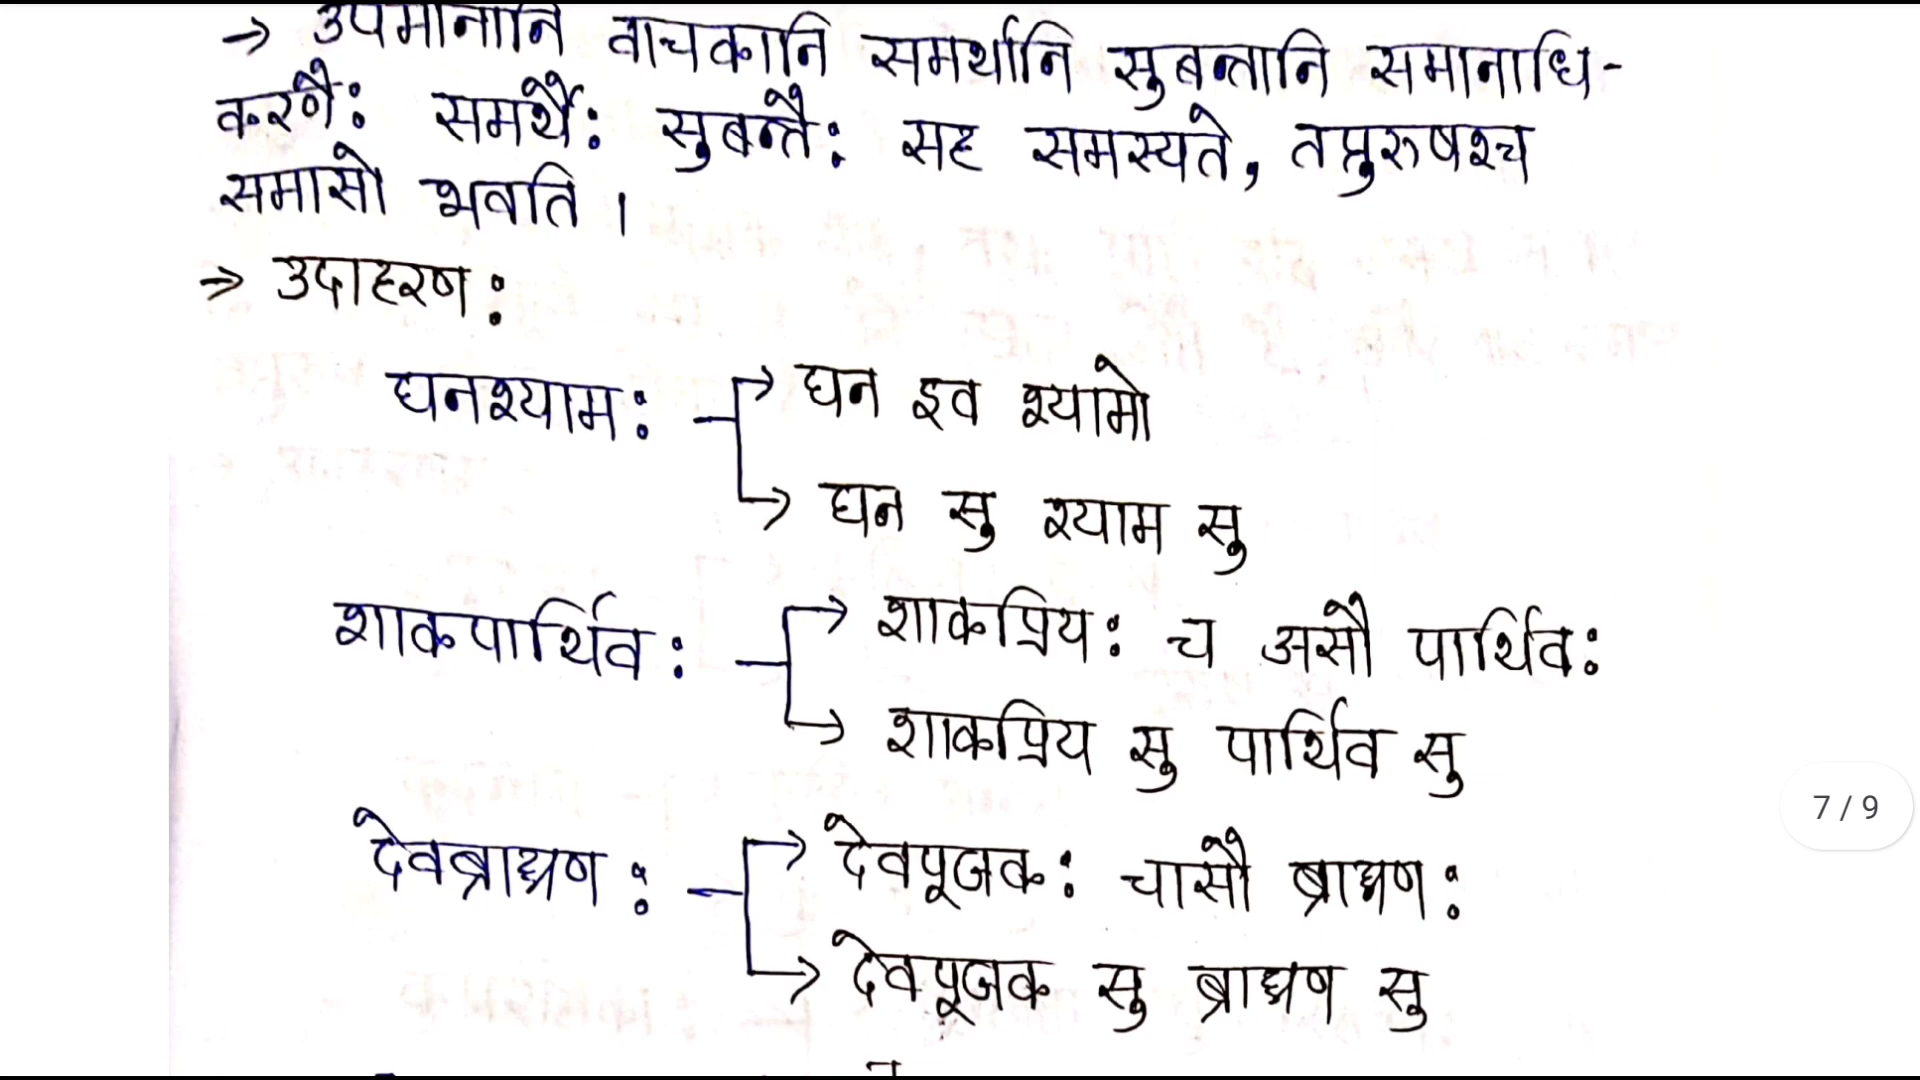 → उपमानानि वाचकानि समर्थानि सुबन्तानि समानाधि-
करणैः समर्थैः सुबन्तैः सह समस्यते, तत्पुरुषश्च
समासो भवति ।
⇒ उदाहरण :
घनश्यामः → घन इव श्यामो
→ घन सु श्याम सु
शाकपार्थिवः → शाकप्रियः च असौ पार्थिवः
→ शाकप्रिय सु पार्थिव सु
7 / 9
देवब्राह्मणः → देवपूजकः चासौ ब्राह्मणः
→ देवपूजक सु ब्राह्मण सु